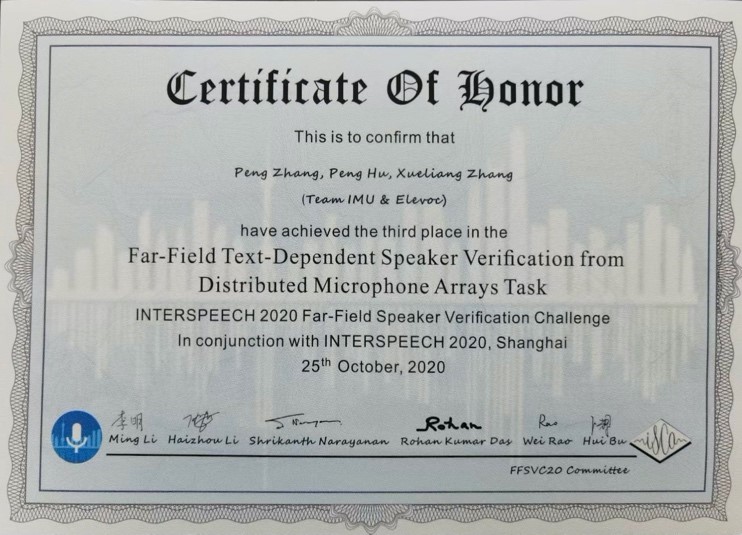 Certificate Of Honor
This is to confirm that
Peng Zhang, Peng Hu, Xueliang Zhang
(Team IMU & Elevoc)
have achieved the third place in the
Far-Field Text-Dependent Speaker Verification from
Distributed Microphone Arrays Task
INTERSPEECH 2020 Far-Field Speaker Verification Challenge
In conjunction with INTERSPEECH 2020, Shanghai
25th October, 2020
李明 Rohan Rao
Ming Li Haizhou Li Shrikanth Narayanan Rohan Kumar Das Wei Rao Hui Bu
isca
FFSVC20 Committee